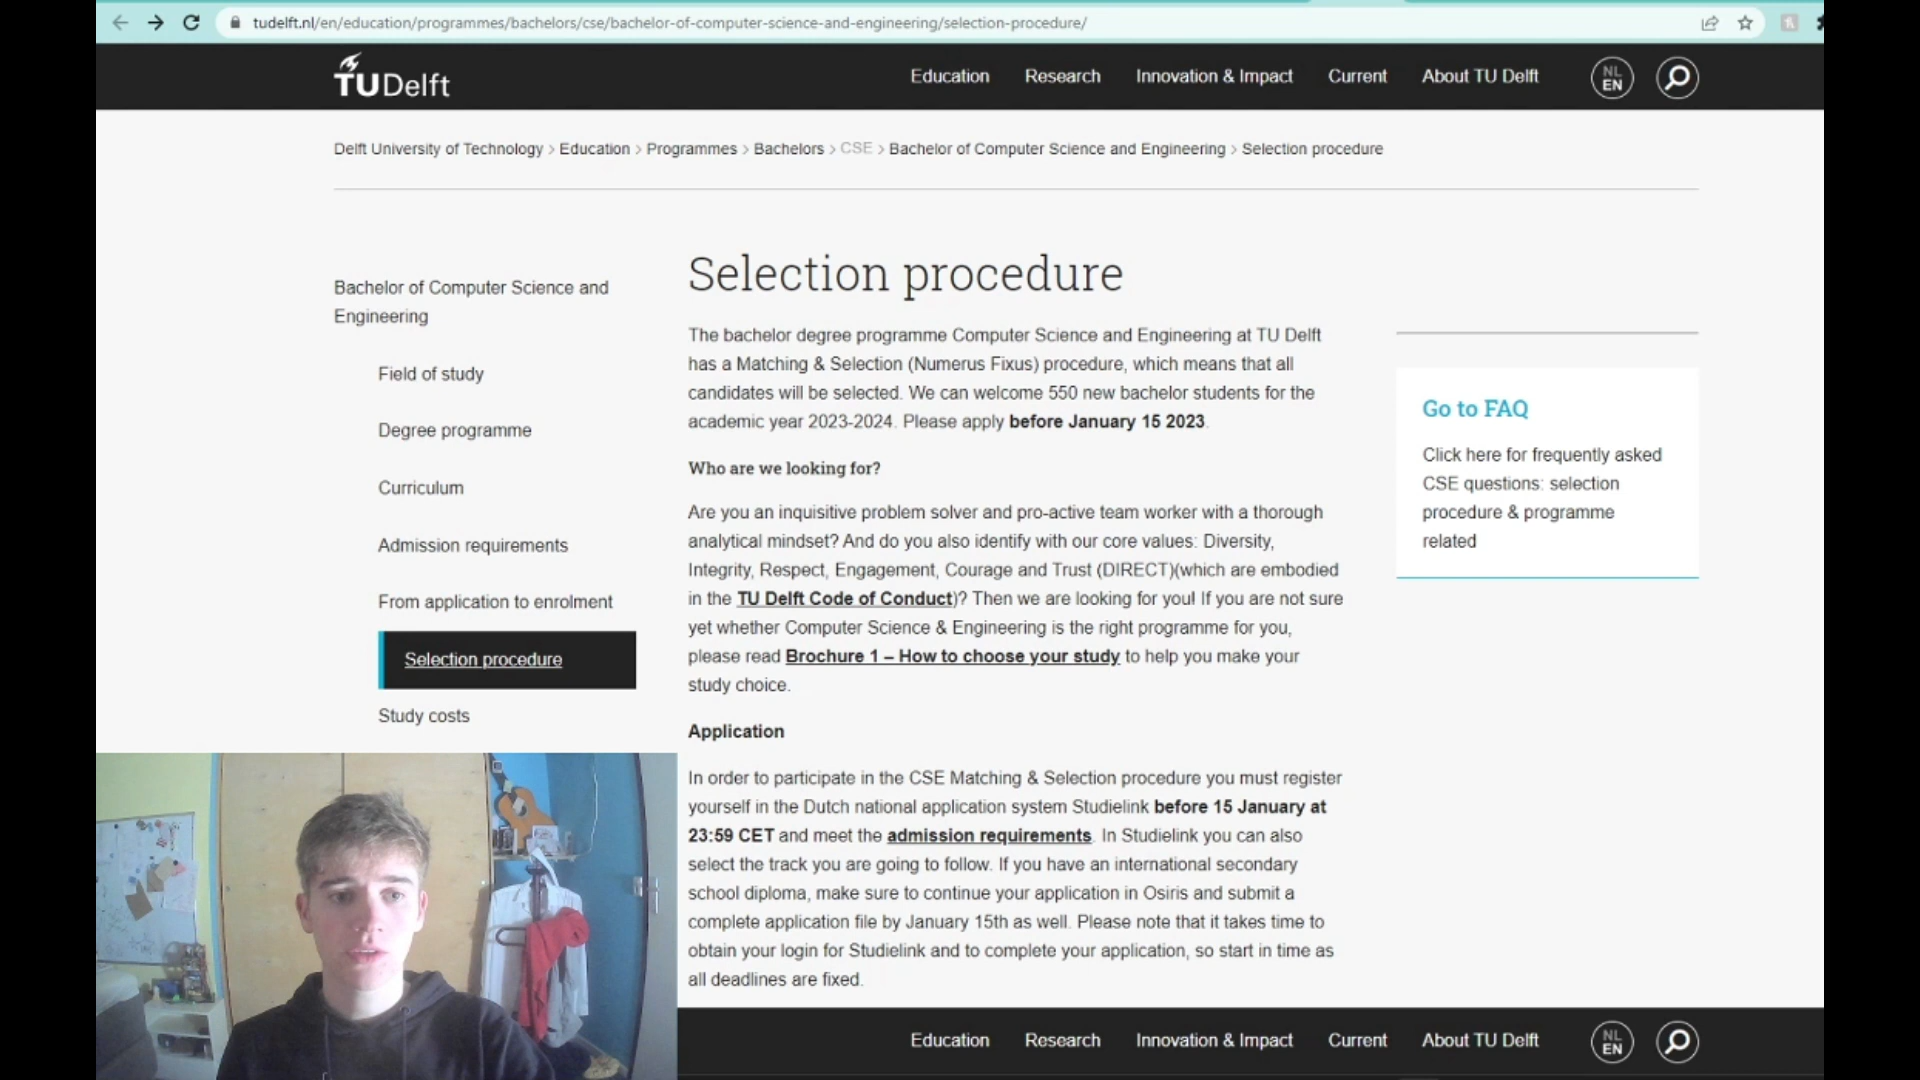 tudelft.nl/en/education/programmes/bachelors/cse/bachelor-of-computer-science-and-engineering/selection-procedure/
TU Delft
Education Research Innovation & Impact Current About TU Delft
NL
EN
Delft University of Technology > Education > Programmes > Bachelors > CSE > Bachelor of Computer Science and Engineering > Selection procedure
Bachelor of Computer Science and
Engineering
Field of study
Degree programme
Curriculum
Admission requirements
From application to enrolment
Selection procedure
Study costs
Selection procedure
The bachelor degree programme Computer Science and Engineering at TU Delft
has a Matching & Selection (Numerus Fixus) procedure, which means that all
candidates will be selected. We can welcome 550 new bachelor students for the
academic year 2023-2024. Please apply before January 15 2023.
Who are we looking for?
Are you an inquisitive problem solver and pro-active team worker with a thorough
analytical mindset? And do you also identify with our core values: Diversity,
Integrity, Respect, Engagement, Courage and Trust (DIRECT)(which are embodied
in the TU Delft Code of Conduct)? Then we are looking for you! If you are not sure
yet whether Computer Science & Engineering is the right programme for you,
please read Brochure 1 – How to choose your study to help you make your
study choice.
Application
In order to participate in the CSE Matching & Selection procedure you must register
yourself in the Dutch national application system Studielink before 15 January at
23:59 CET and meet the admission requirements. In Studielink you can also
select the track you are going to follow. If you have an international secondary
school diploma, make sure to continue your application in Osiris and submit a
complete application file by January 15th as well. Please note that it takes time to
obtain your login for Studielink and to complete your application, so start in time as
all deadlines are fixed.
Go to FAQ
Click here for frequently asked
CSE questions: selection
procedure & programme
related
Education Research Innovation & Impact Current About TU Delft
NL
EN